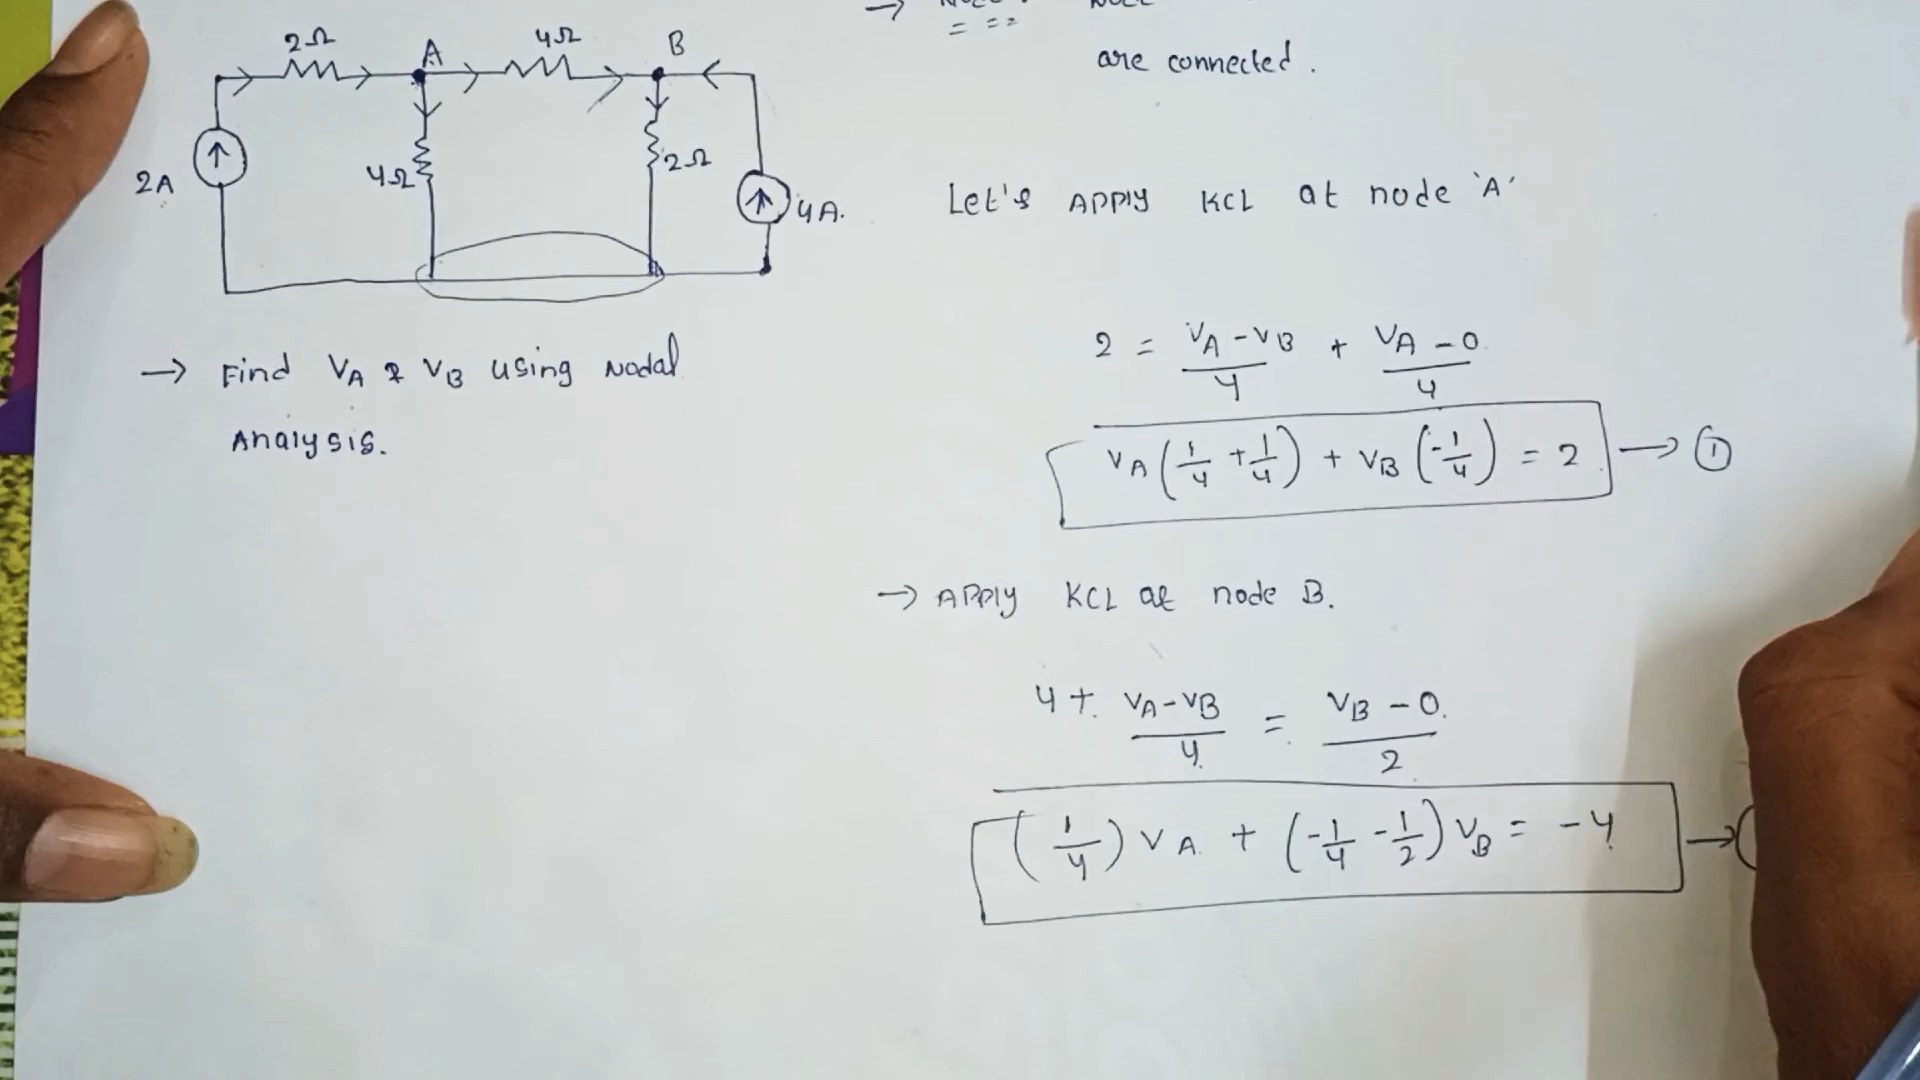 2Ω A 4Ω B
2A 4Ω 2Ω 4A.
→ Find VA & VB using Nodal
Analysis.
→
= ==
are connected.
Let's APPly KCL at node 'A'
2 = (VA - VB)/4 + (VA - 0)/4
VA (1/4 + 1/4) + VB (-1/4) = 2 → ①
→ APPly KCL at node B.
4 + (VA - VB)/4 = (VB - 0)/2
(1/4) VA + (-1/4 - 1/2) VB = -4 →